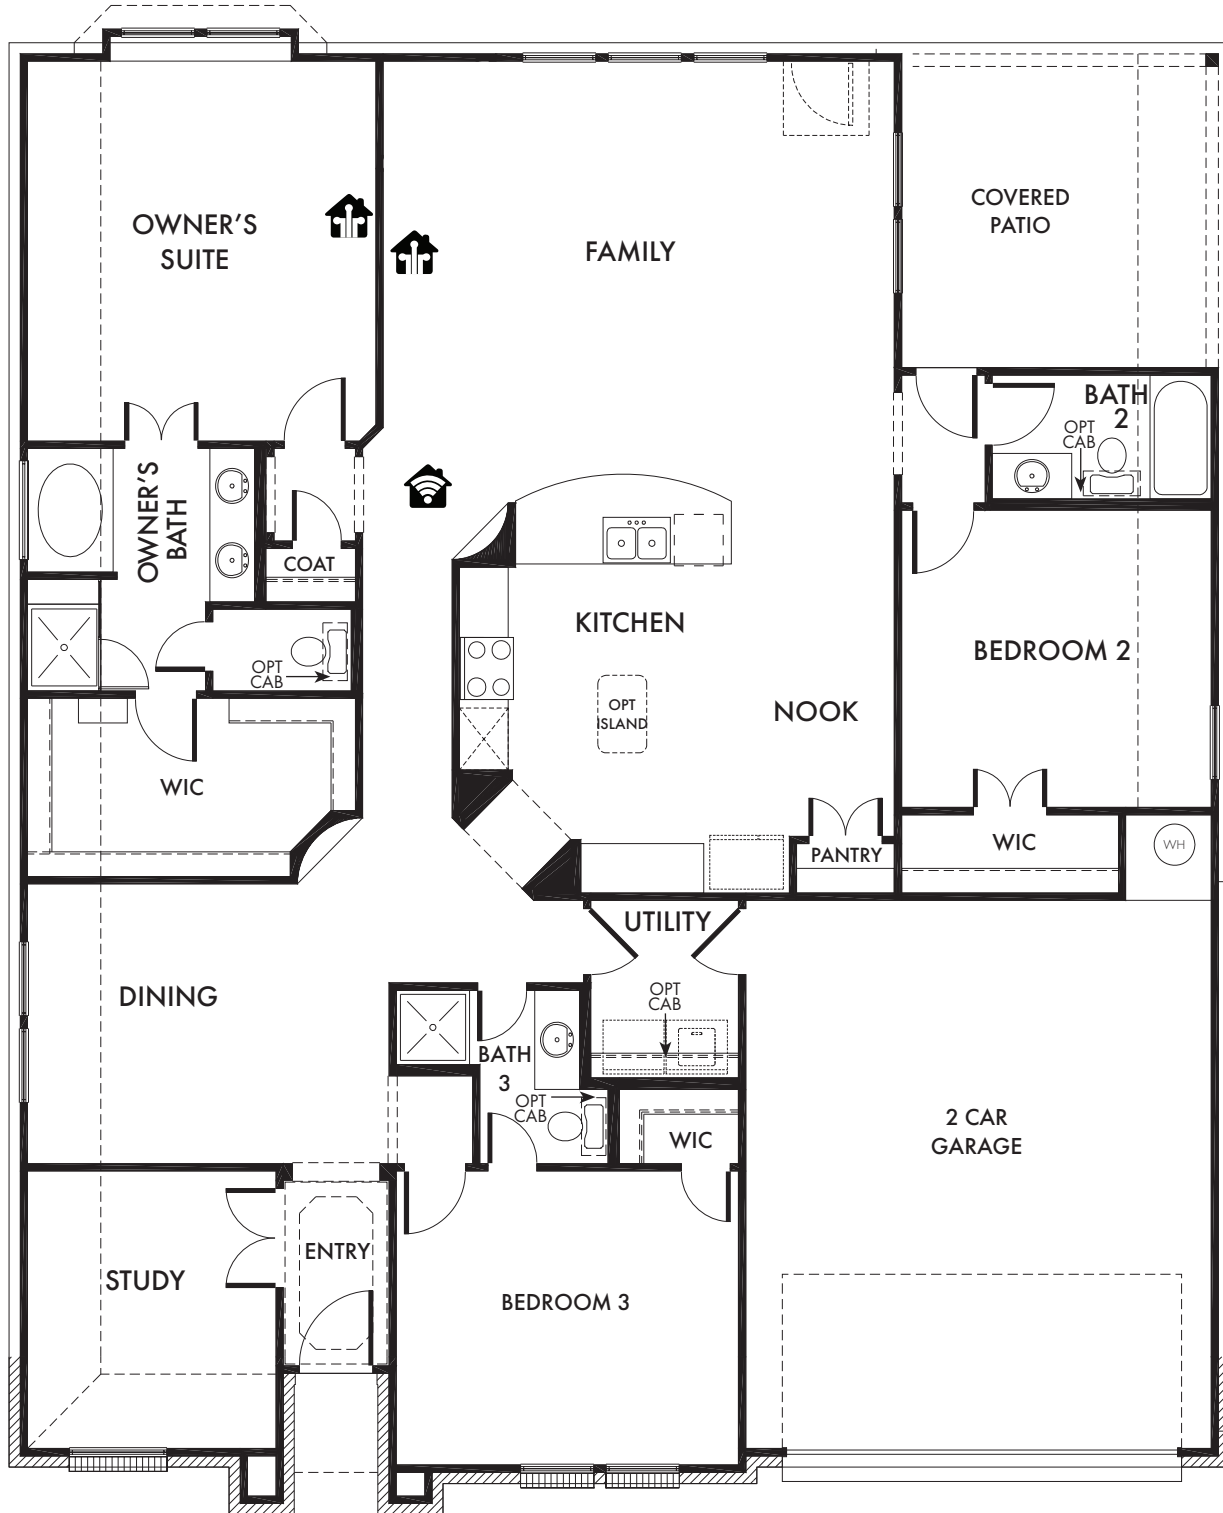 OWNER'S
SUITE
FAMILY
COVERED
PATIO
BATH
2
OPT
CAB
OWNER'S
BATH
COAT
KITCHEN
BEDROOM 2
OPT
CAB
OPT
ISLAND
NOOK
WIC
PANTRY
WIC
WH
UTILITY
DINING
OPT
CAB
BATH
3
OPT
CAB
WIC
2 CAR
GARAGE
ENTRY
STUDY
BEDROOM 3